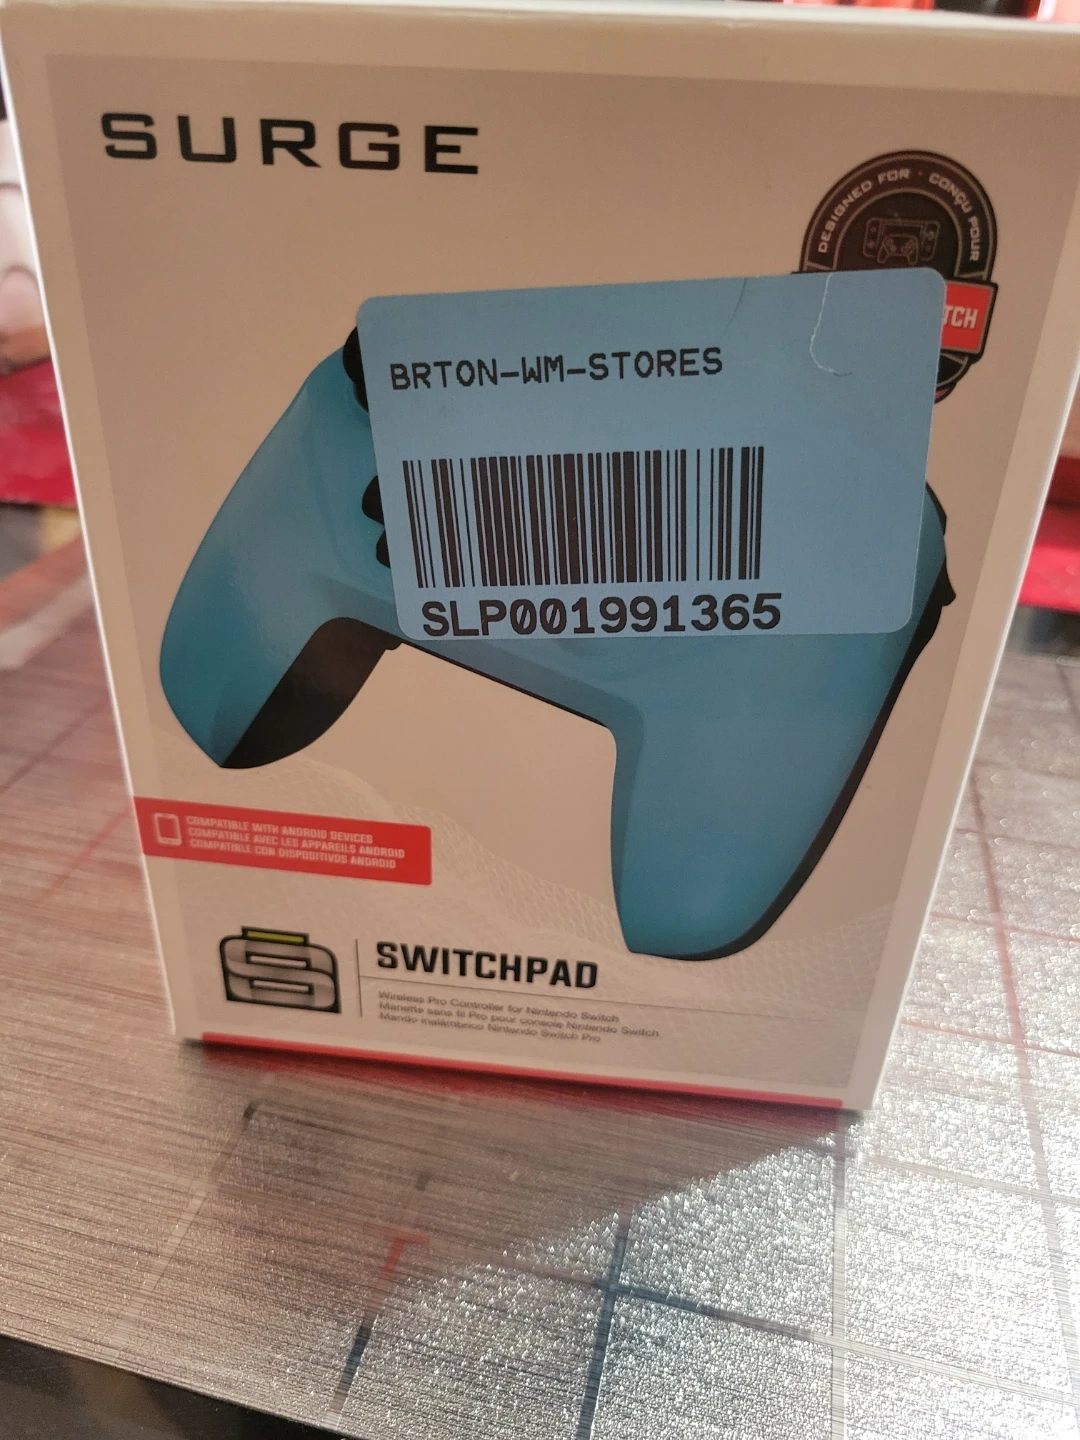 SURGE
DESIGNED FOR • CONÇU POUR
TCH
BRTON-WM-STORES
SLP001991365
COMPATIBLE WITH ANDROID DEVICES
COMPATIBLE AVEC LES APPAREILS ANDROID
COMPATIBLE CON DISPOSITIVOS ANDROID
SWITCHPAD
Wireless Pro Controller for Nintendo Switch
Manette sans fil Pro pour console Nintendo Switch
Mando inalámbrico Nintendo Switch Pro